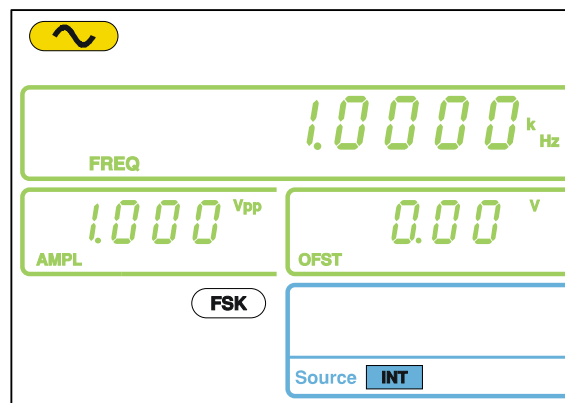 1.0000 k Hz
FREQ
1.000 Vpp
AMPL
0.00 V
OFST
FSK
Source INT